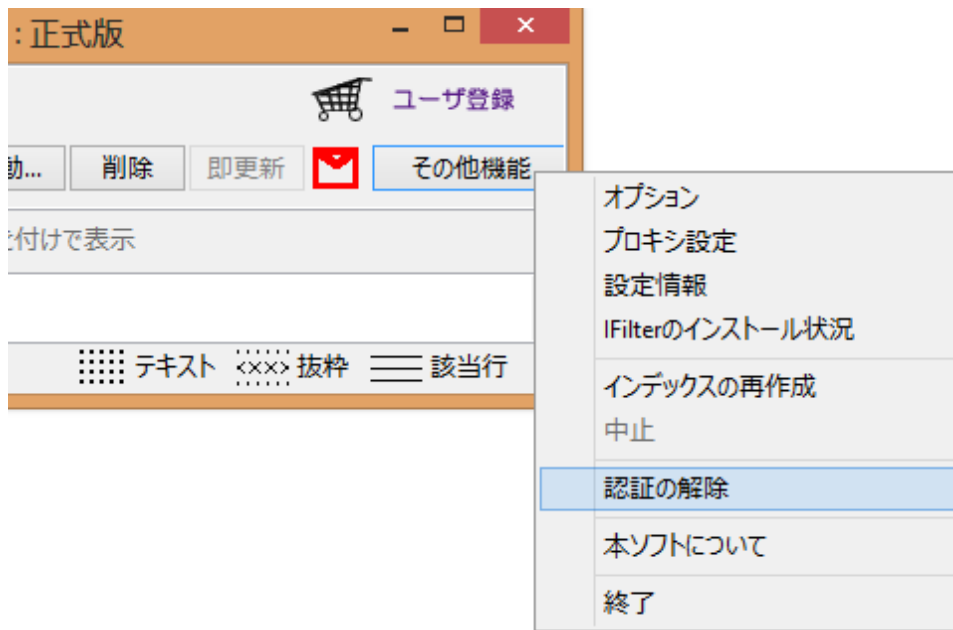 : 正式版
ユーザ登録
動... 削除 即更新 その他機能
付けで表示
テキスト <xx> 抜粋 該当行
オプション
プロキシ設定
設定情報
IFilterのインストール状況
インデックスの再作成
中止
認証の解除
本ソフトについて
終了